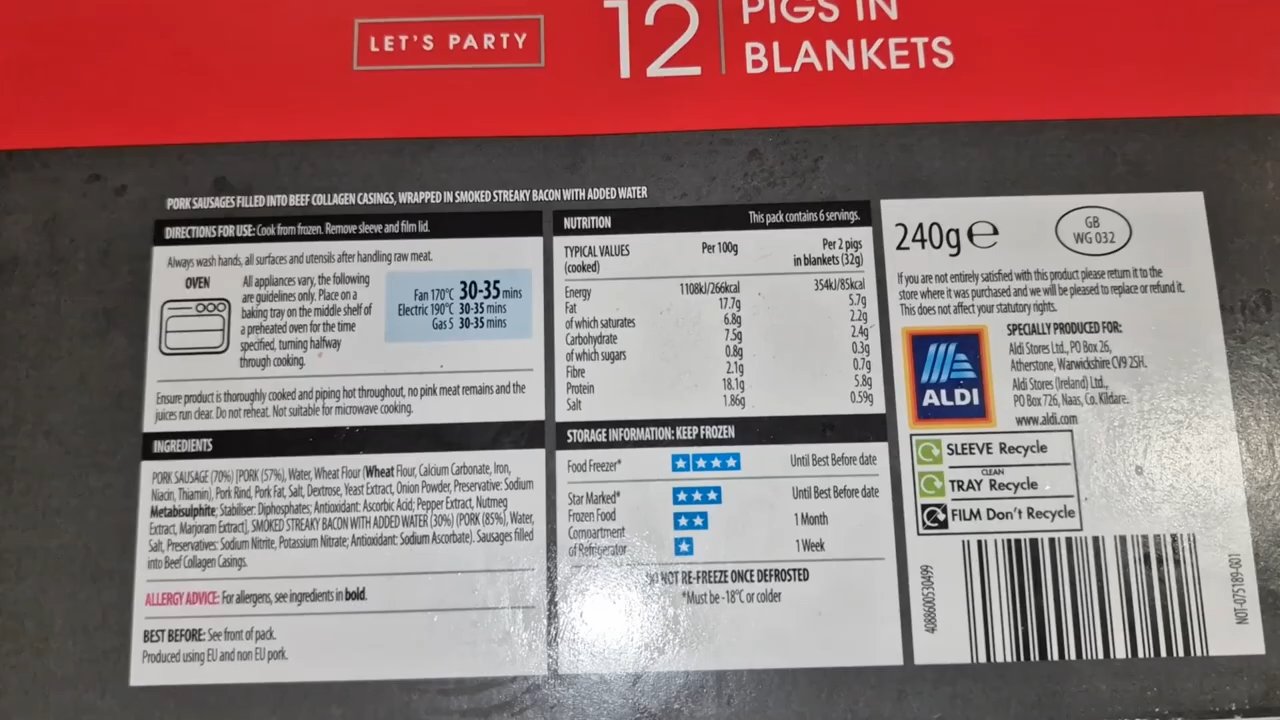 LET'S PARTY
12
PIGS IN
BLANKETS
PORK SAUSAGES FILLED INTO BEEF COLLAGEN CASINGS, WRAPPED IN SMOKED STREAKY BACON WITH ADDED WATER
DIRECTIONS FOR USE: Cook from frozen. Remove sleeve and film lid.
Always wash hands, all surfaces and utensils after handling raw meat.
OVEN
All appliances vary, the following
are guidelines only. Place on a
baking tray on the middle shelf of
a preheated oven for the time
specified, turning halfway
through cooking.
Fan 170°C 30-35 mins
Electric 190°C 30-35 mins
Gas 5 30-35 mins
Ensure product is thoroughly cooked and piping hot throughout, no pink meat remains and the
juices run clear. Do not reheat. Not suitable for microwave cooking.
INGREDIENTS
PORK SAUSAGE (70%) [PORK (57%), Water, Wheat Flour (Wheat Flour, Calcium Carbonate, Iron,
Niacin, Thiamin), Pork Rind, Pork Fat, Salt, Dextrose, Yeast Extract, Onion Powder, Preservative: Sodium
Metabisulphite; Stabiliser: Diphosphates; Antioxidant: Ascorbic Acid; Pepper Extract, Nutmeg
Extract, Marjoram Extract], SMOKED STREAKY BACON WITH ADDED WATER (30%) (PORK (85%), Water,
Salt, Preservatives: Sodium Nitrite, Potassium Nitrate; Antioxidant: Sodium Ascorbate). Sausages filled
into Beef Collagen Casings.
ALLERGY ADVICE: For allergens, see ingredients in bold.
BEST BEFORE: See front of pack.
Produced using EU and non EU pork.
NUTRITION This pack contains 6 servings.
TYPICAL VALUES Per 100g Per 2 pigs
(cooked) in blankets (32g)
Energy 1108kJ/266kcal 354kJ/85kcal
Fat 17.7g 5.7g
of which saturates 6.8g 2.2g
Carbohydrate 7.5g 2.4g
of which sugars 0.8g 0.3g
Fibre 2.1g 0.7g
Protein 18.1g 5.8g
Salt 1.86g 0.59g
STORAGE INFORMATION: KEEP FROZEN
Food Freezer* Until Best Before date
Star Marked* Until Best Before date
Frozen Food 1 Month
Compartment
of Refrigerator 1 Week
DO NOT RE-FREEZE ONCE DEFROSTED
*Must be -18°C or colder
240g e
GB
WG 032
If you are not entirely satisfied with this product please return it to the
store where it was purchased and we will be pleased to replace or refund it.
This does not affect your statutory rights.
ALDI
SPECIALLY PRODUCED FOR:
Aldi Stores Ltd., PO Box 26,
Atherstone, Warwickshire CV9 2SH.
Aldi Stores (Ireland) Ltd.,
PO Box 726, Naas, Co. Kildare.
www.aldi.com
SLEEVE Recycle
CLEAN
TRAY Recycle
FILM Don't Recycle
4088600530499
NOT-075189-001